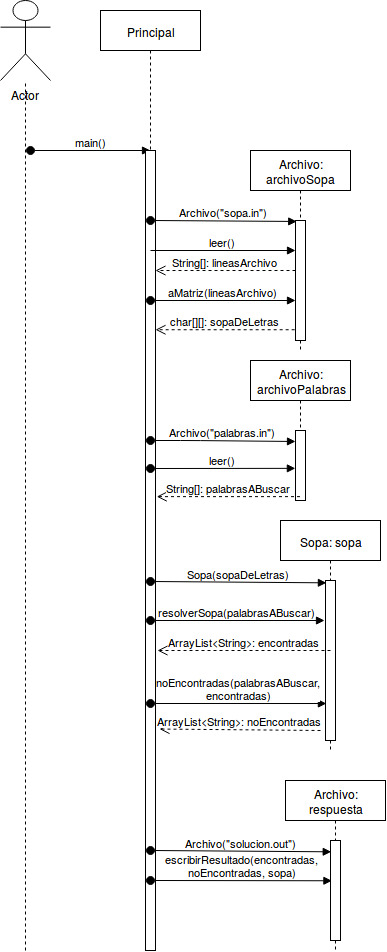 Principal
Actor
main()
Archivo:
archivoSopa
Archivo("sopa.in")
leer()
String[]: lineasArchivo
aMatriz(lineasArchivo)
char[][]: sopaDeLetras
Archivo:
archivoPalabras
Archivo("palabras.in")
leer()
String[]: palabrasABuscar
Sopa: sopa
Sopa(sopaDeLetras)
resolverSopa(palabrasABuscar)
ArrayList<String>: encontradas
noEncontradas(palabrasABuscar,
encontradas)
ArrayList<String>: noEncontradas
Archivo:
respuesta
Archivo("solucion.out")
escribirResultado(encontradas,
noEncontradas, sopa)